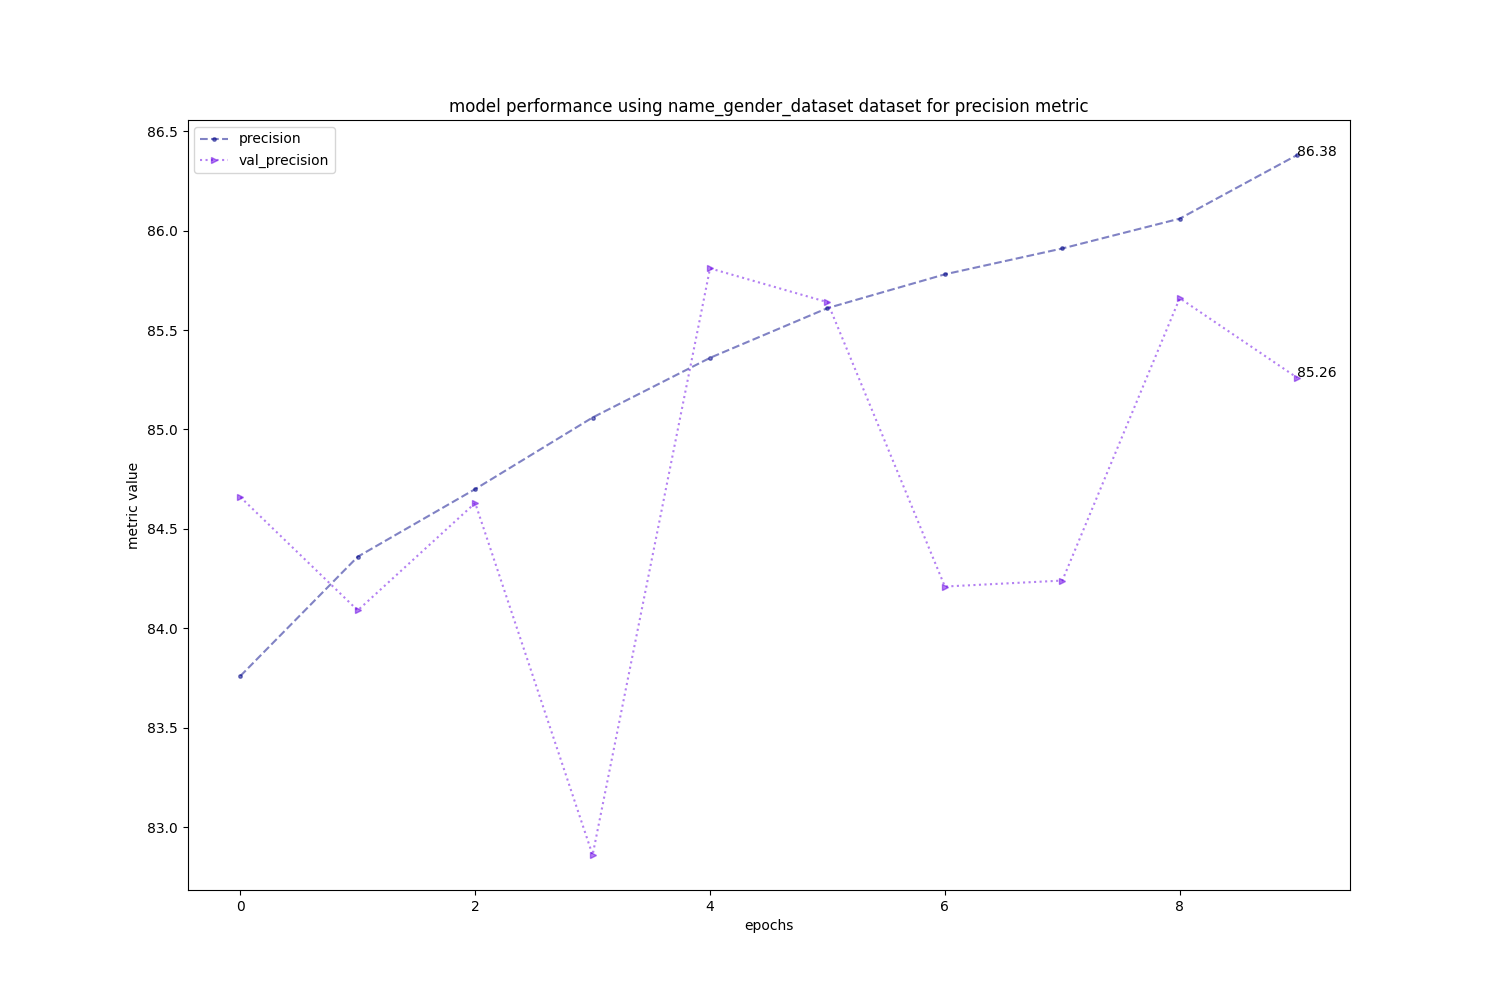 model performance using name_gender_dataset dataset for precision metric
precision
val_precision
86.5
86.0
85.5
85.0
84.5
84.0
83.5
83.0
metric value
86.38
85.26
0 2 4 6 8
epochs